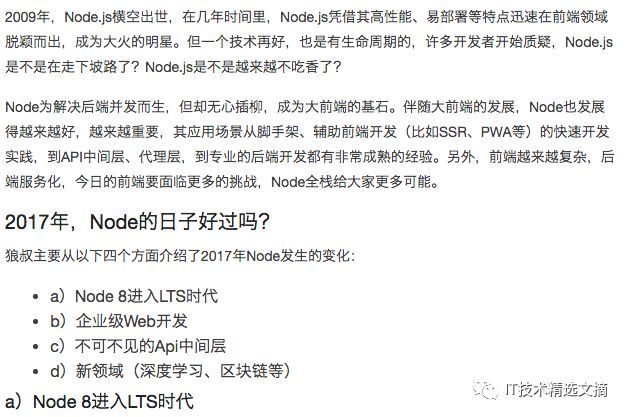 2009年，Node.js横空出世，在几年时间里，Node.js凭借其高性能、易部署等特点迅速在前端领域
脱颖而出，成为大火的明星。但一个技术再好，也是有生命周期的，许多开发者开始质疑，Node.js
是不是在走下坡路了？Node.js是不是越来越不吃香了？
Node为解决后端并发而生，但却无心插柳，成为大前端的基石。伴随大前端的发展，Node也发展
得越来越好，越来越重要，其应用场景从脚手架、辅助前端开发（比如SSR、PWA等）的快速开发
实践，到API中间层、代理层，到专业的后端开发都有非常成熟的经验。另外，前端越来越复杂，后
端服务化，今日的前端要面临更多的挑战，Node全栈给大家更多可能。
2017年，Node的日子好过吗？
狼叔主要从以下四个方面介绍了2017年Node发生的变化：
• a）Node 8进入LTS时代
• b）企业级Web开发
• c）不可不见的Api中间层
• d）新领域（深度学习、区块链等）
a）Node 8进入LTS时代
IT技术精选文摘